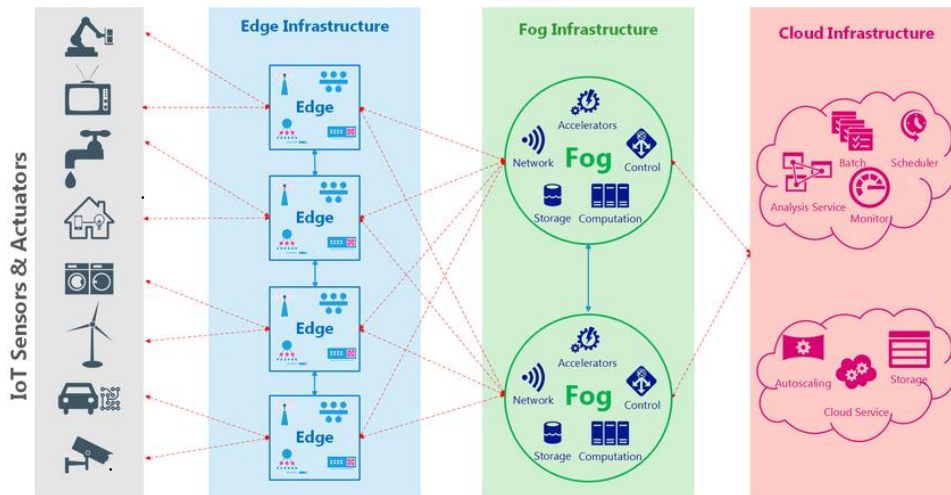 IoT Sensors & Actuators
Edge Infrastructure
Edge
Edge
Edge
Edge
Fog Infrastructure
Accelerators
Network
Fog
Control
Storage
Computation
Accelerators
Network
Fog
Control
Storage
Computation
Cloud Infrastructure
Batch
Scheduler
Analysis Service
Monitor
Autoscaling
Storage
Cloud Service